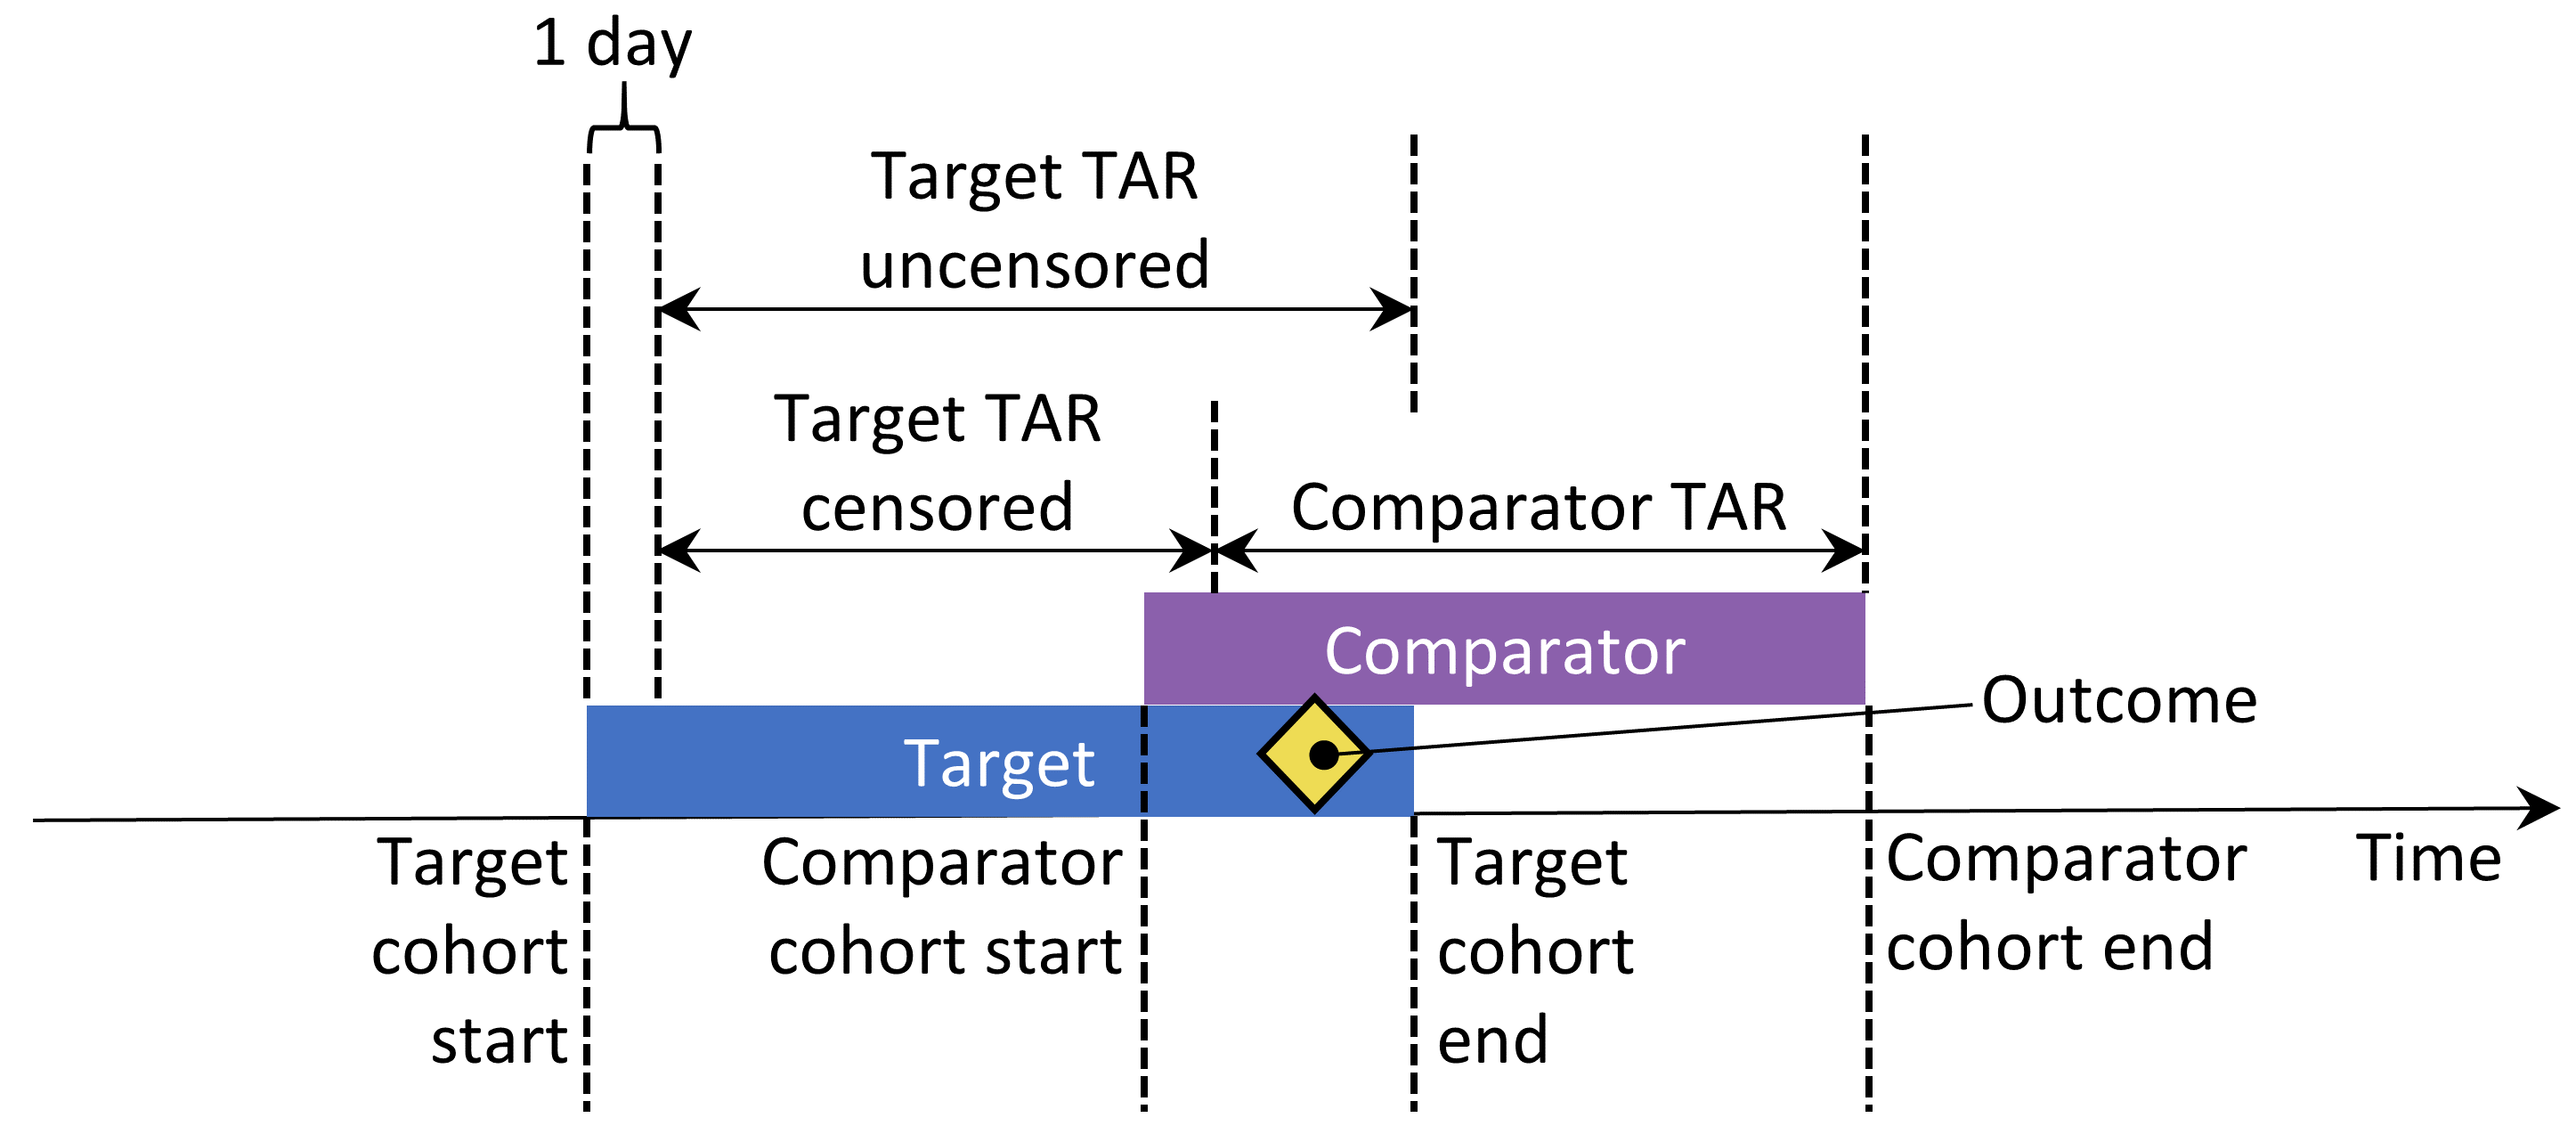 1 day
Target TAR
uncensored
Target TAR
censored
Comparator TAR
Comparator
Outcome
Target
Target
cohort
start
Comparator
cohort start
Target
cohort
end
Comparator
cohort end
Time